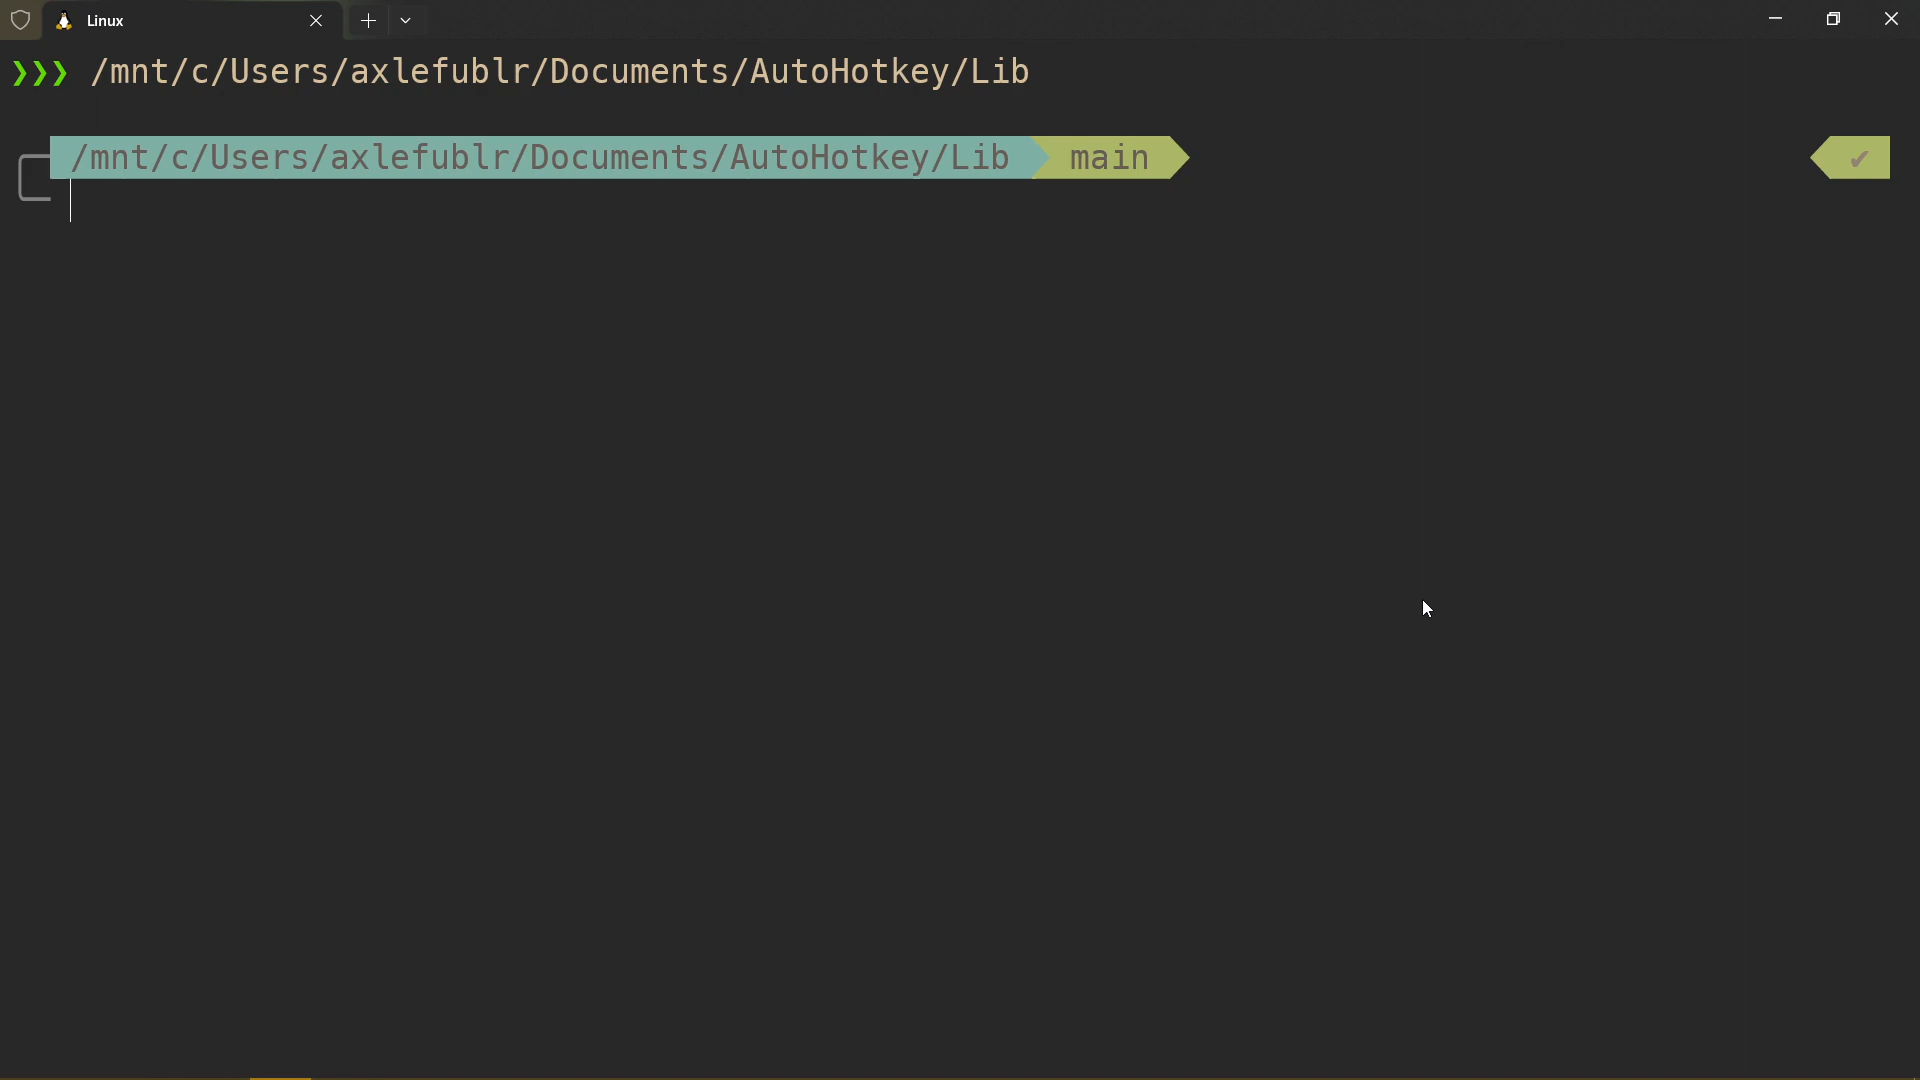 Linux
❯❯❯ /mnt/c/Users/axlefublr/Documents/AutoHotkey/Lib
/mnt/c/Users/axlefublr/Documents/AutoHotkey/Lib main ✔